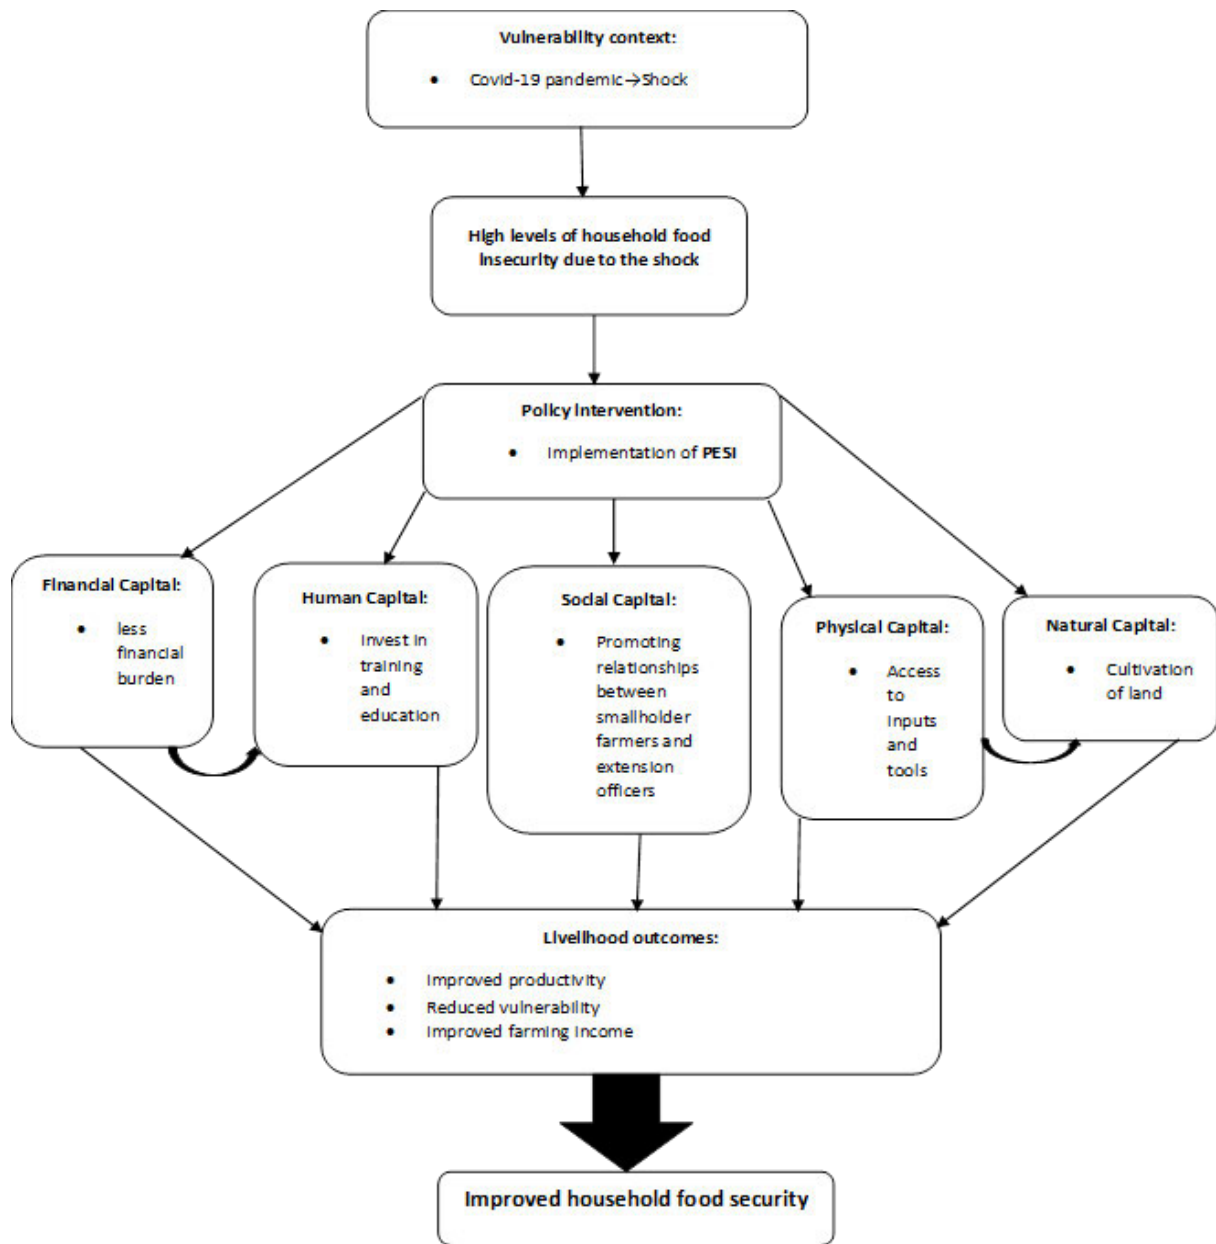 Vulnerability context:
• Covid-19 pandemic→Shock
High levels of household food
insecurity due to the shock
Policy Intervention:
• Implementation of PESI
Financial Capital:
• less
financial
burden
Human Capital:
• Invest in
training
and
education
Social Capital:
• Promoting
relationships
between
smallholder
farmers and
extension
officers
Physical Capital:
• Access
to
inputs
and
tools
Natural Capital:
• Cultivation
of land
Livelihood outcomes:
• Improved productivity
• Reduced vulnerability
• Improved farming income
Improved household food security